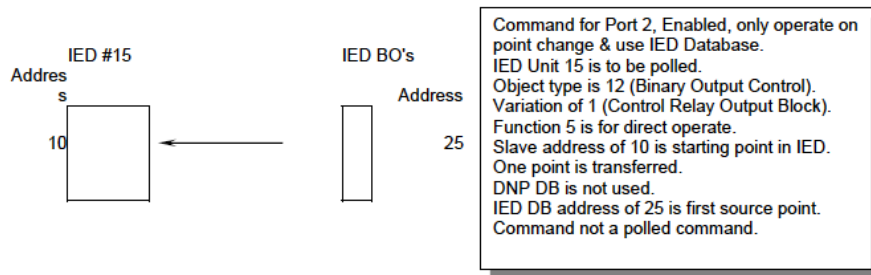 IED #15
Addres
s
10
IED BO's
Address
25
Command for Port 2, Enabled, only operate on
point change & use IED Database.
IED Unit 15 is to be polled.
Object type is 12 (Binary Output Control).
Variation of 1 (Control Relay Output Block).
Function 5 is for direct operate.
Slave address of 10 is starting point in IED.
One point is transferred.
DNP DB is not used.
IED DB address of 25 is first source point.
Command not a polled command.